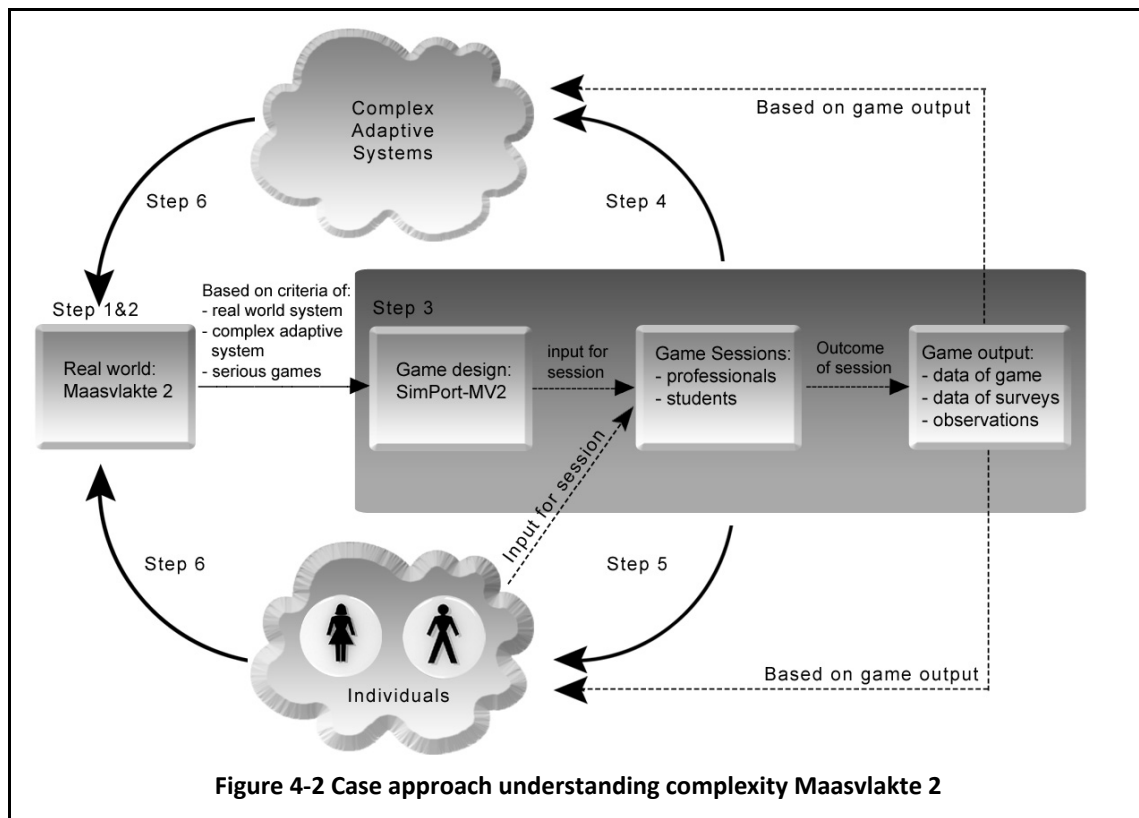 Complex
Adaptive
Systems
Based on game output
Step 6
Step 4
Step 1&2
Based on criteria of:
- real world system
- complex adaptive
system
- serious games
Step 3
Real world:
Maasvlakte 2
Game design:
SimPort-MV2
input for
session
Game Sessions:
- professionals
- students
Outcome
of session
Game output:
- data of game
- data of surveys
- observations
Input for session
Step 6
Step 5
Individuals
Based on game output
Figure 4-2 Case approach understanding complexity Maasvlakte 2